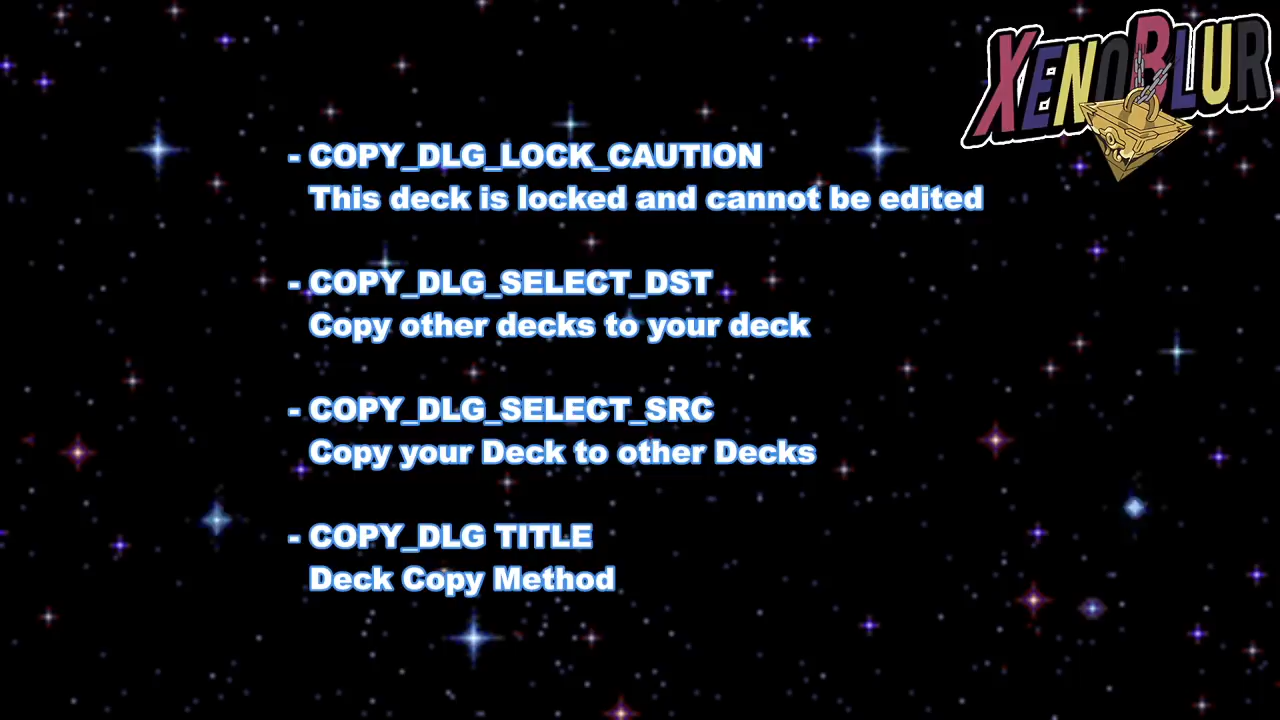 XENOBLUR
- COPY_DLG_LOCK_CAUTION
This deck is locked and cannot be edited
- COPY_DLG_SELECT_DST
Copy other decks to your deck
- COPY_DLG_SELECT_SRC
Copy your Deck to other Decks
- COPY_DLG TITLE
Deck Copy Method